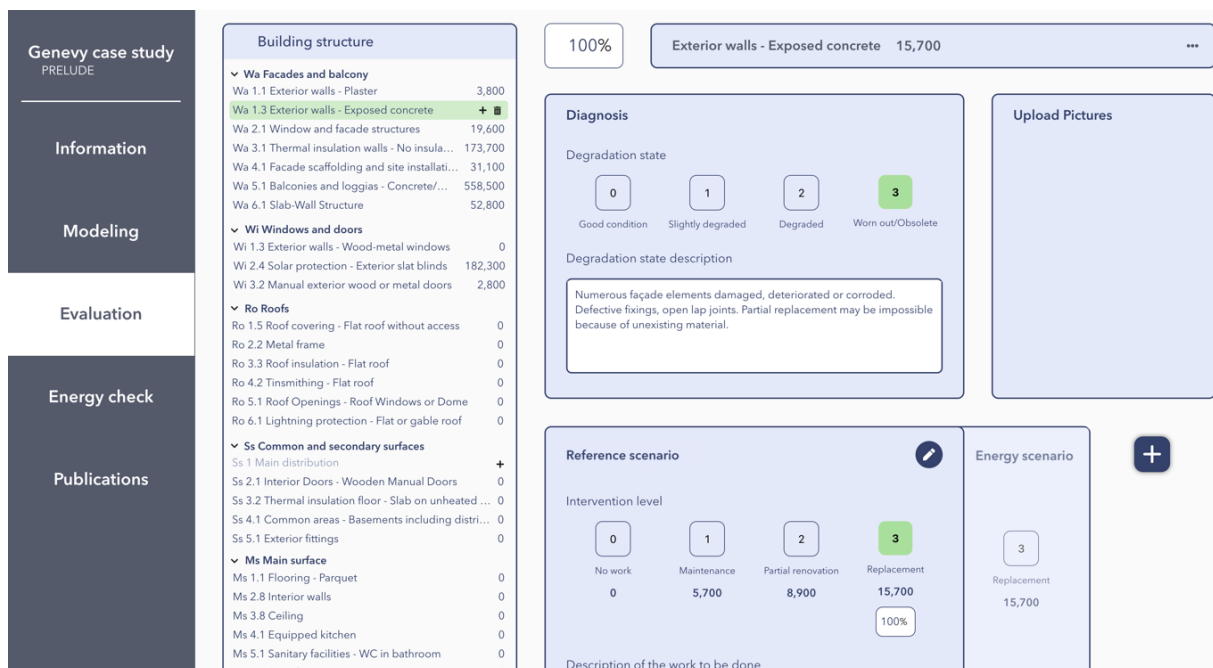 Genevy case study
PRELUDE
Information
Modeling
Evaluation
Energy check
Publications
Building structure
Wa Facades and balcony
Wa 1.1 Exterior walls - Plaster 3,800
Wa 1.3 Exterior walls - Exposed concrete +
Wa 2.1 Window and facade structures 19,600
Wa 3.1 Thermal insulation walls - No insula... 173,700
Wa 4.1 Facade scaffolding and site installati... 31,100
Wa 5.1 Balconies and loggias - Concrete/... 558,500
Wa 6.1 Slab-Wall Structure 52,800
Wi Windows and doors
Wi 1.3 Exterior walls - Wood-metal windows 0
Wi 2.4 Solar protection - Exterior slat blinds 182,300
Wi 3.2 Manual exterior wood or metal doors 2,800
Ro Roofs
Ro 1.5 Roof covering - Flat roof without access 0
Ro 2.2 Metal frame 0
Ro 3.3 Roof insulation - Flat roof 0
Ro 4.2 Tinsmithing - Flat roof 0
Ro 5.1 Roof Openings - Roof Windows or Dome 0
Ro 6.1 Lightning protection - Flat or gable roof 0
Ss Common and secondary surfaces
Ss 1 Main distribution +
Ss 2.1 Interior Doors - Wooden Manual Doors 0
Ss 3.2 Thermal insulation floor - Slab on unheated ... 0
Ss 4.1 Common areas - Basements including distri... 0
Ss 5.1 Exterior fittings 0
Ms Main surface
Ms 1.1 Flooring - Parquet 0
Ms 2.8 Interior walls 0
Ms 3.8 Ceiling 0
Ms 4.1 Equipped kitchen 0
Ms 5.1 Sanitary facilities - WC in bathroom 0
100%
Exterior walls - Exposed concrete 15,700 •••
Diagnosis
Degradation state
0 1 2 3
Good condition Slightly degraded Degraded Worn out/Obsolete
Degradation state description
Numerous façade elements damaged, deteriorated or corroded.
Defective fixings, open lap joints. Partial replacement may be impossible
because of unexisting material.
Upload Pictures
Reference scenario
Intervention level
0 1 2 3
No work Maintenance Partial renovation Replacement
0 5,700 8,900 15,700
100%
Description of the work to be done
Energy scenario
3
Replacement
15,700
+